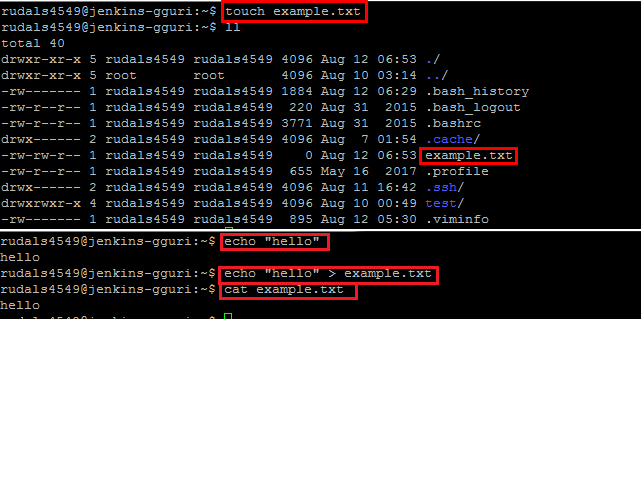 rudals4549@jenkins-gguri:~$ touch example.txt
rudals4549@jenkins-gguri:~$ ll
total 40
drwxr-xr-x 5 rudals4549 rudals4549 4096 Aug 12 06:53 ./
drwxr-xr-x 5 root       root       4096 Aug 10 03:14 ../
-rw------- 1 rudals4549 rudals4549 1884 Aug 12 06:29 .bash_history
-rw-r--r-- 1 rudals4549 rudals4549  220 Aug 31  2015 .bash_logout
-rw-r--r-- 1 rudals4549 rudals4549 3771 Aug 31  2015 .bashrc
drwx------ 2 rudals4549 rudals4549 4096 Aug  7 01:54 .cache/
-rw-rw-r-- 1 rudals4549 rudals4549    0 Aug 12 06:53 example.txt
-rw-r--r-- 1 rudals4549 rudals4549  655 May 16  2017 .profile
drwx------ 2 rudals4549 rudals4549 4096 Aug 11 16:42 .ssh/
drwxrwxr-x 4 rudals4549 rudals4549 4096 Aug 10 00:49 test/
-rw------- 1 rudals4549 rudals4549  895 Aug 12 05:30 .viminfo
rudals4549@jenkins-gguri:~$ echo "hello"
hello
rudals4549@jenkins-gguri:~$ echo "hello" > example.txt
rudals4549@jenkins-gguri:~$ cat example.txt
hello
rudals4549@jenkins-gguri:~$